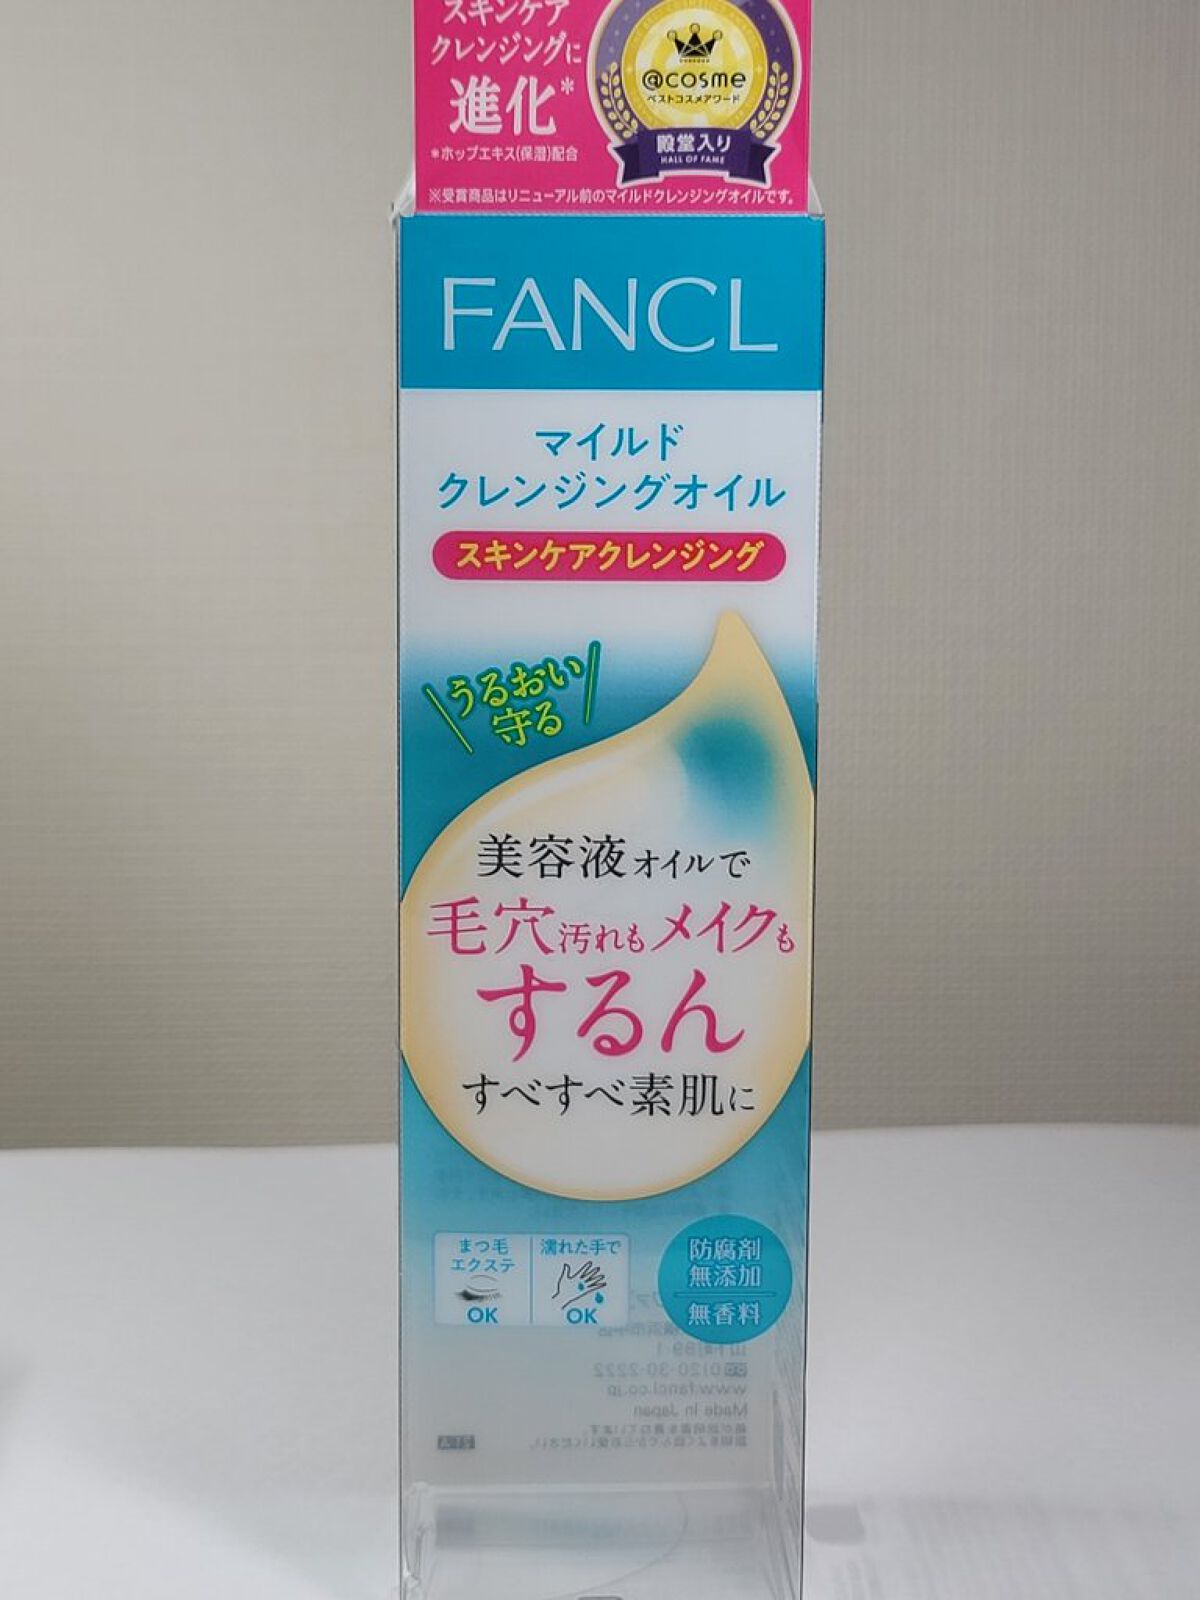 スキンケア
クレンジングに
進化*
*ホップエキス(保湿)配合
@cosme
ベストコスメアワード
殿堂入り
HALL OF FAME
※受賞商品はリニューアル前のマイルドクレンジングオイルです。
FANCL
マイルド
クレンジングオイル
スキンケアクレンジング
うるおい
守る
美容液オイルで
毛穴汚れもメイクも
するん
すべすべ素肌に
まつ毛
エクステ
OK
濡れた手で
OK
防腐剤
無添加
無香料
山下町89-1
0120-30-2222
www.fancl.co.jp
Made in Japan